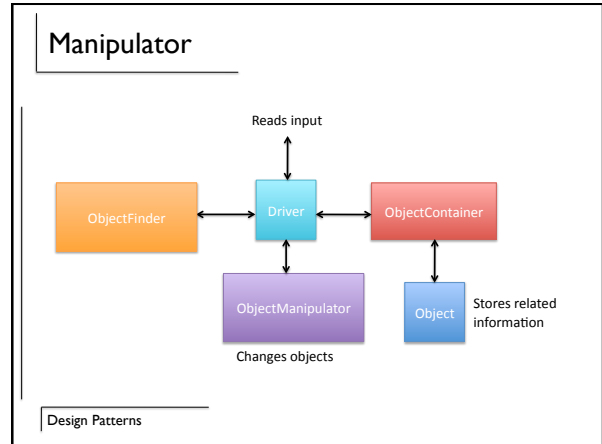 Manipulator
Reads input
ObjectFinder
Driver
ObjectContainer
ObjectManipulator
Object
Stores related
information
Changes objects
Design Patterns